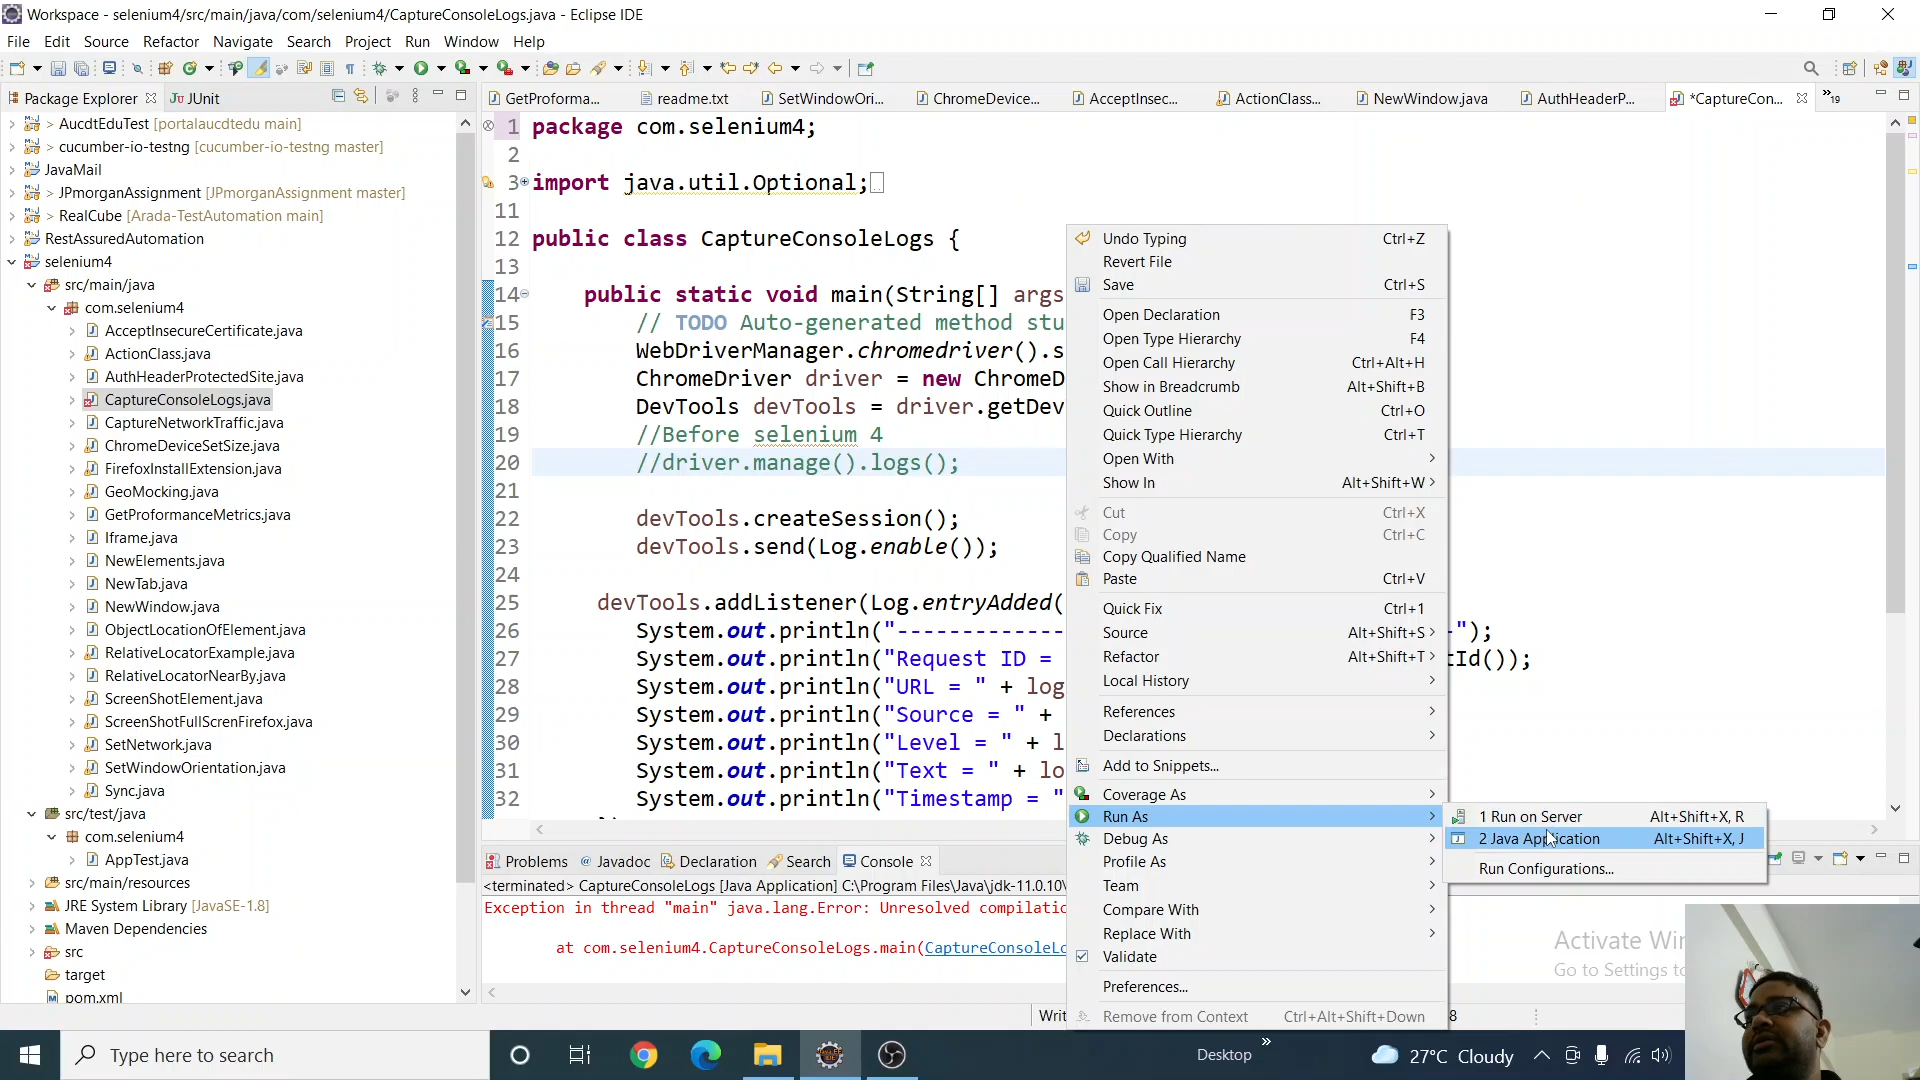 Workspace - selenium4/src/main/java/com/selenium4/CaptureConsoleLogs.java - Eclipse IDE
File Edit Source Refactor Navigate Search Project Run Window Help
Package Explorer JUnit
GetProforma... readme.txt SetWindowOri... ChromeDevice... AcceptInsec... ActionClass... NewWindow.java AuthHeaderP... *CaptureCon... »19
> AucdtEduTest [portalaucdtedu main]
> cucumber-io-testng [cucumber-io-testng master]
JavaMail
> JPmorganAssignment [JPmorganAssignment master]
> RealCube [Arada-TestAutomation main]
RestAssuredAutomation
selenium4
src/main/java
com.selenium4
AcceptInsecureCertificate.java
ActionClass.java
AuthHeaderProtectedSite.java
CaptureConsoleLogs.java
CaptureNetworkTraffic.java
ChromeDeviceSetSize.java
FirefoxInstallExtension.java
GeoMocking.java
GetProformanceMetrics.java
Iframe.java
NewElements.java
NewTab.java
NewWindow.java
ObjectLocationOfElement.java
RelativeLocatorExample.java
RelativeLocatorNearBy.java
ScreenShotElement.java
ScreenShotFullScrenFirefox.java
SetNetwork.java
SetWindowOrientation.java
Sync.java
src/test/java
com.selenium4
AppTest.java
src/main/resources
JRE System Library [JavaSE-1.8]
Maven Dependencies
src
target
pom.xml
1 package com.selenium4;
2
3 import java.util.Optional;
11
12 public class CaptureConsoleLogs {
13
14 public static void main(String[] args
15 // TODO Auto-generated method stu
16 WebDriverManager.chromedriver().s
17 ChromeDriver driver = new ChromeD
18 DevTools devTools = driver.getDev
19 //Before selenium 4
20 //driver.manage().logs();
21
22 devTools.createSession();
23 devTools.send(Log.enable());
24
25 devTools.addListener(Log.entryAdded(
26 System.out.println("------------- -");
27 System.out.println("Request ID = tId());
28 System.out.println("URL = " + log
29 System.out.println("Source = " +
30 System.out.println("Level = " + l
31 System.out.println("Text = " + lo
32 System.out.println("Timestamp = "
Undo Typing Ctrl+Z
Revert File
Save Ctrl+S
Open Declaration F3
Open Type Hierarchy F4
Open Call Hierarchy Ctrl+Alt+H
Show in Breadcrumb Alt+Shift+B
Quick Outline Ctrl+O
Quick Type Hierarchy Ctrl+T
Open With
Show In Alt+Shift+W
Cut Ctrl+X
Copy Ctrl+C
Copy Qualified Name
Paste Ctrl+V
Quick Fix Ctrl+1
Source Alt+Shift+S
Refactor Alt+Shift+T
Local History
References
Declarations
Add to Snippets...
Coverage As
Run As
Debug As
Profile As
Team
Compare With
Replace With
Validate
Preferences...
Remove from Context Ctrl+Alt+Shift+Down
1 Run on Server Alt+Shift+X, R
2 Java Application Alt+Shift+X, J
Run Configurations...
Problems Javadoc Declaration Search Console
<terminated> CaptureConsoleLogs [Java Application] C:\Program Files\Java\jdk-11.0.10\
Exception in thread "main" java.lang.Error: Unresolved compilatio
at com.selenium4.CaptureConsoleLogs.main(CaptureConsoleLo
Activate Wi
Go to Settings to
Writ 8
Type here to search
Desktop
27°C Cloudy